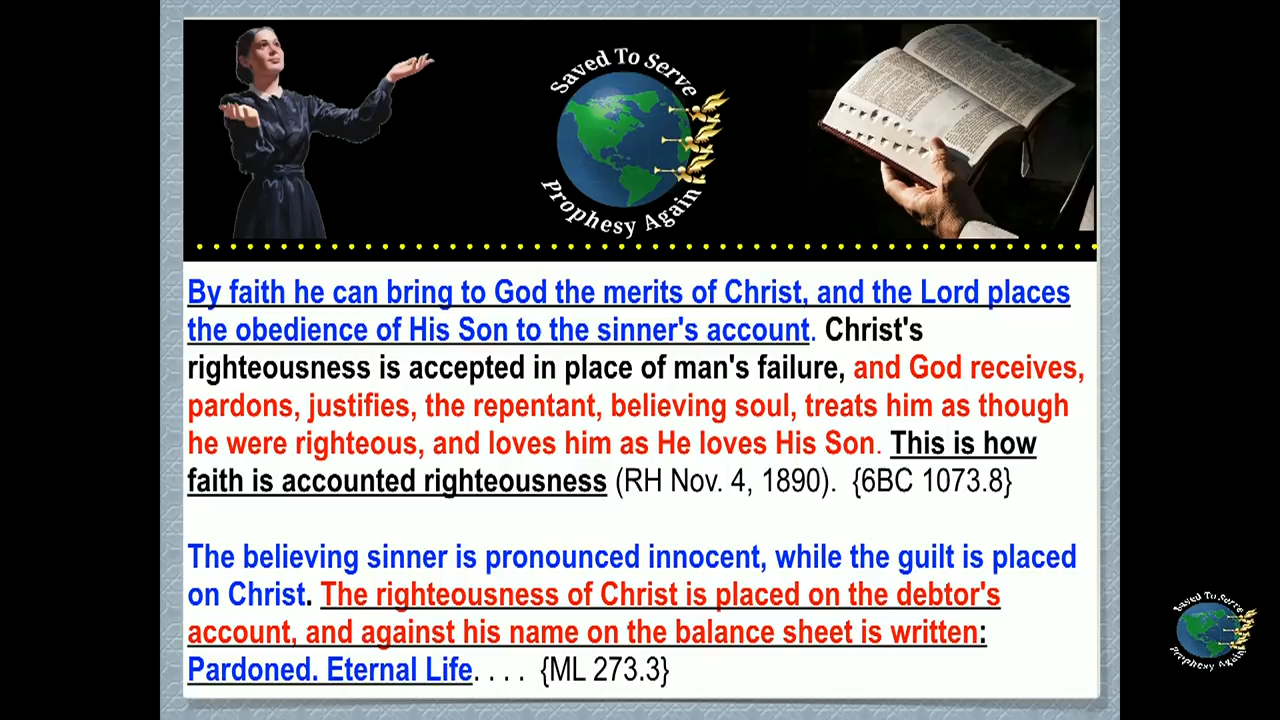 Saved To Serve
Prophesy Again
By faith he can bring to God the merits of Christ, and the Lord places
the obedience of His Son to the sinner's account. Christ's
righteousness is accepted in place of man's failure, and God receives,
pardons, justifies, the repentant, believing soul, treats him as though
he were righteous, and loves him as He loves His Son. This is how
faith is accounted righteousness (RH Nov. 4, 1890). {6BC 1073.8}
The believing sinner is pronounced innocent, while the guilt is placed
on Christ. The righteousness of Christ is placed on the debtor's
account, and against his name on the balance sheet is written:
Pardoned. Eternal Life. . . . {ML 273.3}
Saved To Serve
Prophesy Again